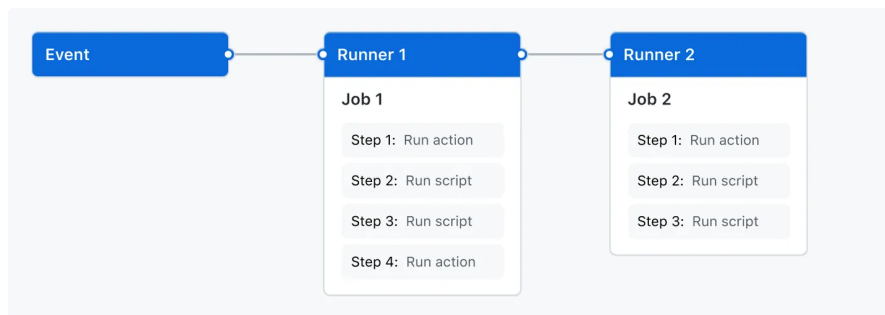 Event
Runner 1
Job 1
Step 1: Run action
Step 2: Run script
Step 3: Run script
Step 4: Run action
Runner 2
Job 2
Step 1: Run action
Step 2: Run script
Step 3: Run script